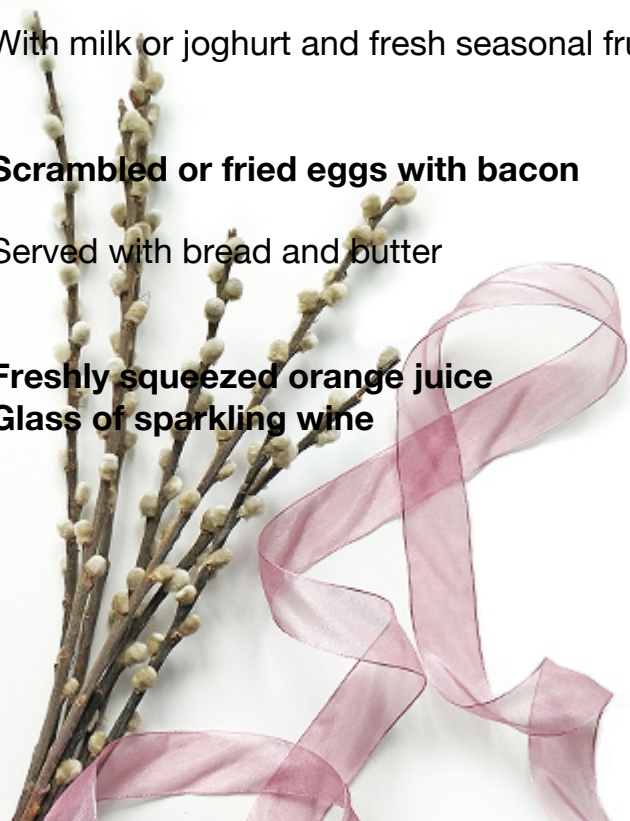 With milk or joghurt and fresh seasonal
Scrambled or fried eggs with bacon
Served with bread and butter
Freshly squeezed orange juice
Glass of sparkling wine